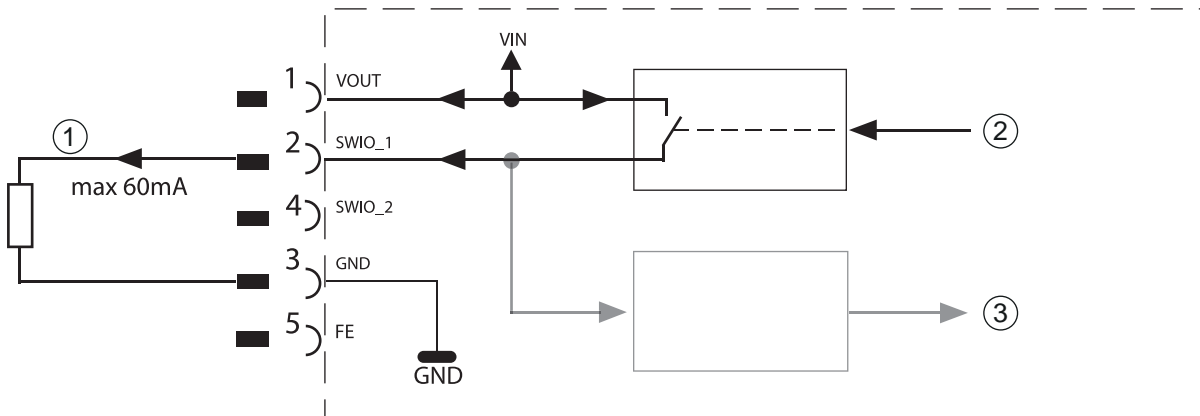 VIN
1 VOUT
① 2 SWIO_1 ②
max 60mA
4 SWIO_2
3 GND
③
5 FE
GND